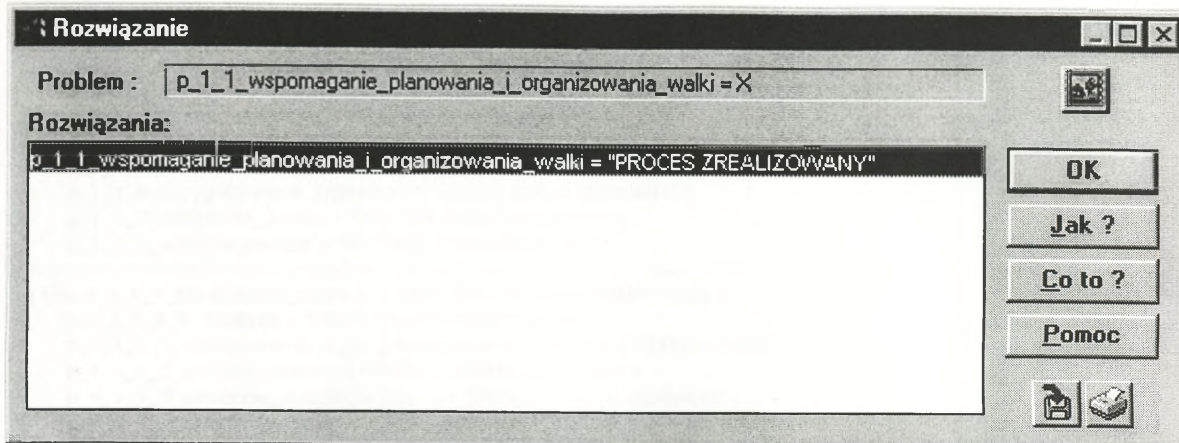 Rozwiązanie
Problem : p_1_1_wspomaganie_planowania_i_organizowania_walki = X
Rozwiązania:
p_1_1_wspomaganie_planowania_i_organizowania_walki = "PROCES ZREALIZOWANY"
OK
Jak ?
Co to ?
Pomoc